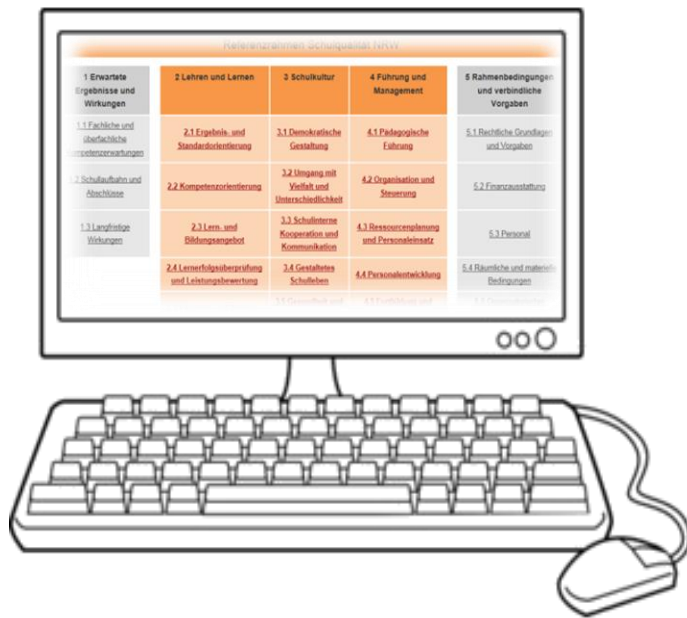 Referenzrahmen Schulqualität NRW
1 Erwartete
Ergebnisse und
Wirkungen
2 Lehren und Lernen
3 Schulkultur
4 Führung und
Management
5 Rahmenbedingungen
und verbindliche
Vorgaben
1.1 Fachliche und
überfachliche
Kompetenzerwartungen
2.1 Ergebnis- und
Standardorientierung
3.1 Demokratische
Gestaltung
4.1 Pädagogische
Führung
5.1 Rechtliche Grundlagen
und Vorgaben
1.2 Schullaufbahn und
Abschlüsse
2.2 Kompetenzorientierung
3.2 Umgang mit
Vielfalt und
Unterschiedlichkeit
4.2 Organisation und
Steuerung
5.2 Finanzausstattung
1.3 Langfristige
Wirkungen
2.3 Lern- und
Bildungsangebot
3.3 Schulinterne
Kooperation und
Kommunikation
4.3 Ressourcenplanung
und Personaleinsatz
5.3 Personal
2.4 Lernerfolgsüberprüfung
und Leistungsbewertung
3.4 Gestaltetes
Schulleben
4.4 Personalentwicklung
5.4 Räumliche und materielle
Bedingungen